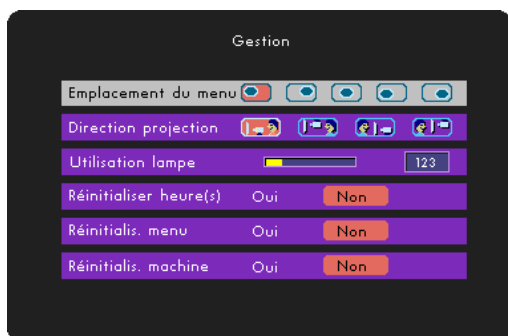 Gestion
Emplacement du menu
Direction projection
Utilisation lampe 123
Réinitialiser heure(s) Oui Non
Réinitialis. menu Oui Non
Réinitialis. machine Oui Non